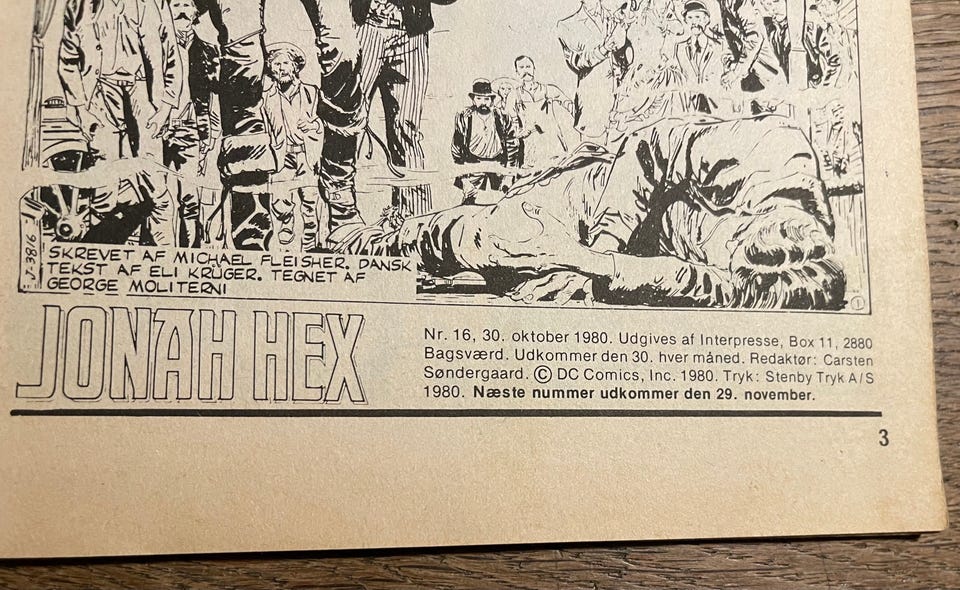 J-3816
SKREVET AF MICHAEL FLEISHER. DANSK
TEKST AF ELI KRÜGER. TEGNET AF
GEORGE MOLITERNI
1
JONAH HEX
Nr. 16, 30. oktober 1980. Udgives af Interpresse, Box 11, 2880
Bagsværd. Udkommer den 30. hver måned. Redaktør: Carsten
Søndergaard. © DC Comics, Inc. 1980. Tryk: Stenby Tryk A/S
1980. Næste nummer udkommer den 29. november.
3